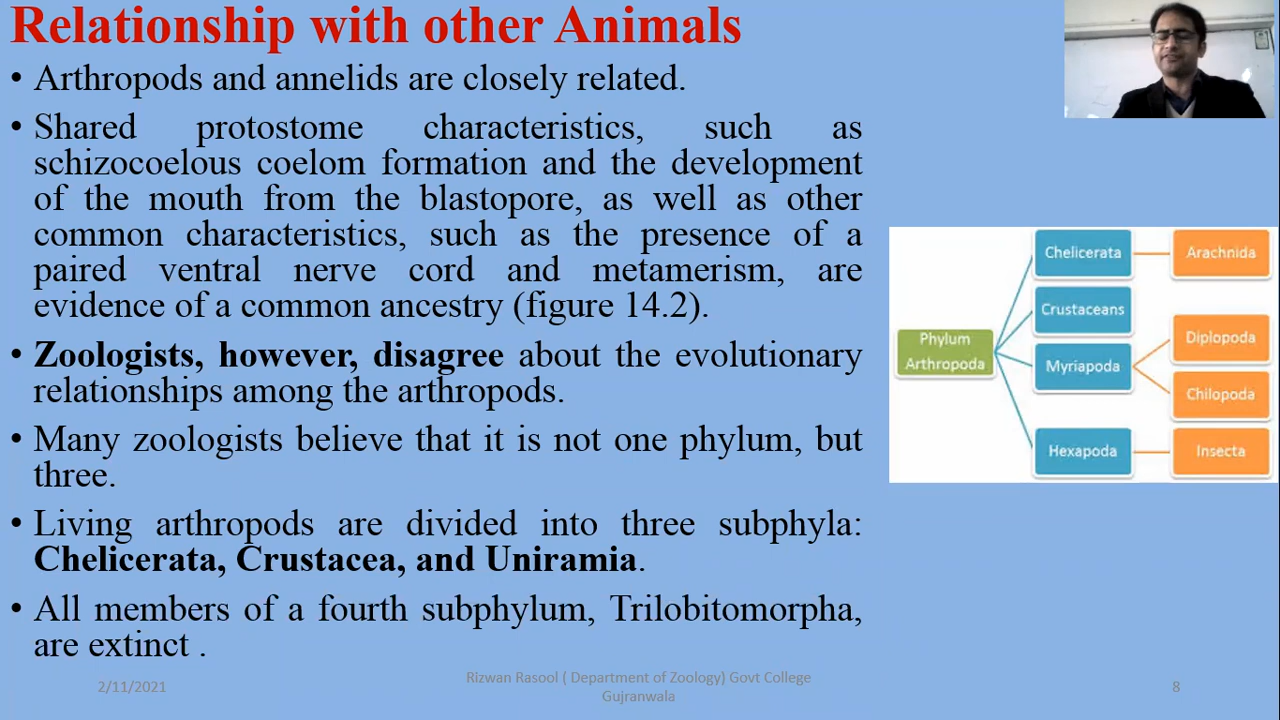 Relationship with other Animals
• Arthropods and annelids are closely related.
• Shared protostome characteristics, such as
schizocoelous coelom formation and the development
of the mouth from the blastopore, as well as other
common characteristics, such as the presence of a
paired ventral nerve cord and metamerism, are
evidence of a common ancestry (figure 14.2).
• Zoologists, however, disagree about the evolutionary
relationships among the arthropods.
• Many zoologists believe that it is not one phylum, but
three.
• Living arthropods are divided into three subphyla:
Chelicerata, Crustacea, and Uniramia.
• All members of a fourth subphylum, Trilobitomorpha,
are extinct .
Phylum
Arthropoda
Chelicerata
Arachnida
Crustaceans
Myriapoda
Diplopoda
Chilopoda
Hexapoda
Insecta
2/11/2021
Rizwan Rasool ( Department of Zoology) Govt College
Gujranwala
8